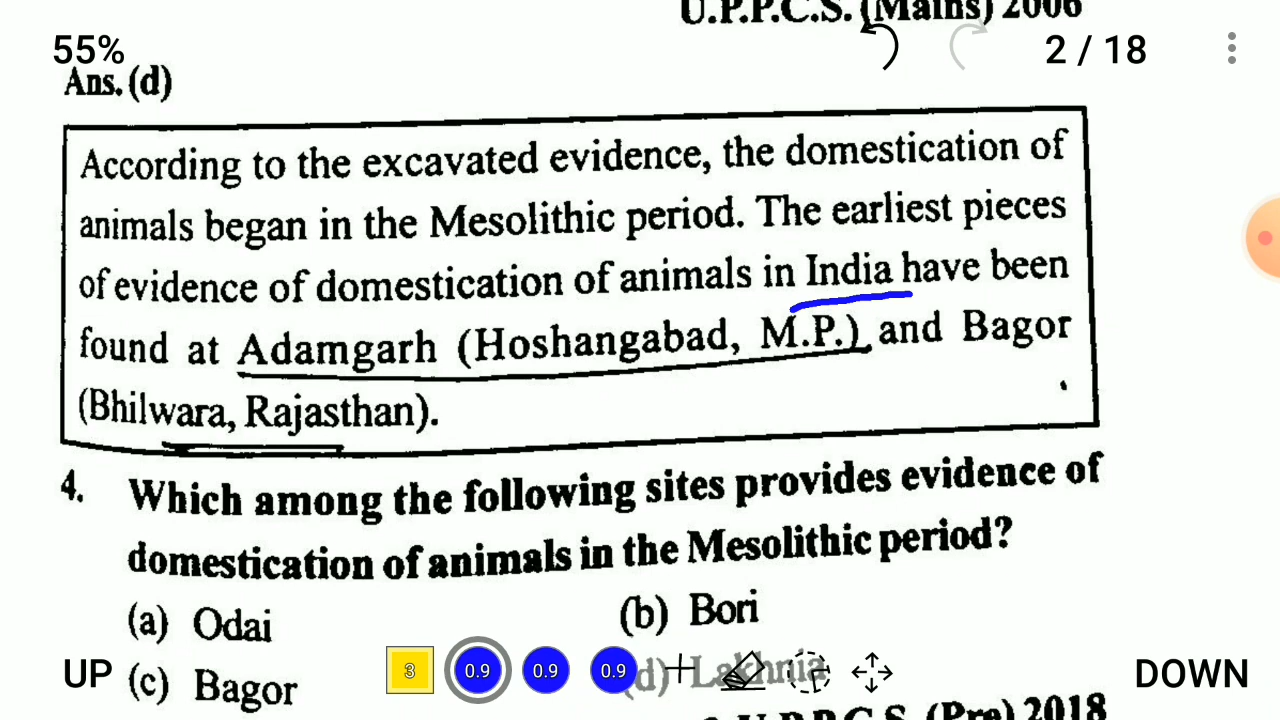 U.P.P.C.S. (Mains) 2006
55%
2 / 18
Ans. (d)
According to the excavated evidence, the domestication of
animals began in the Mesolithic period. The earliest pieces
of evidence of domestication of animals in India have been
found at Adamgarh (Hoshangabad, M.P.) and Bagor
(Bhilwara, Rajasthan).
4. Which among the following sites provides evidence of
domestication of animals in the Mesolithic period?
(a) Odai (b) Bori
UP (c) Bagor 3 0.9 0.9 0.9 (d) Lakhnia DOWN
U.P.P.C.S. (Pre) 2018